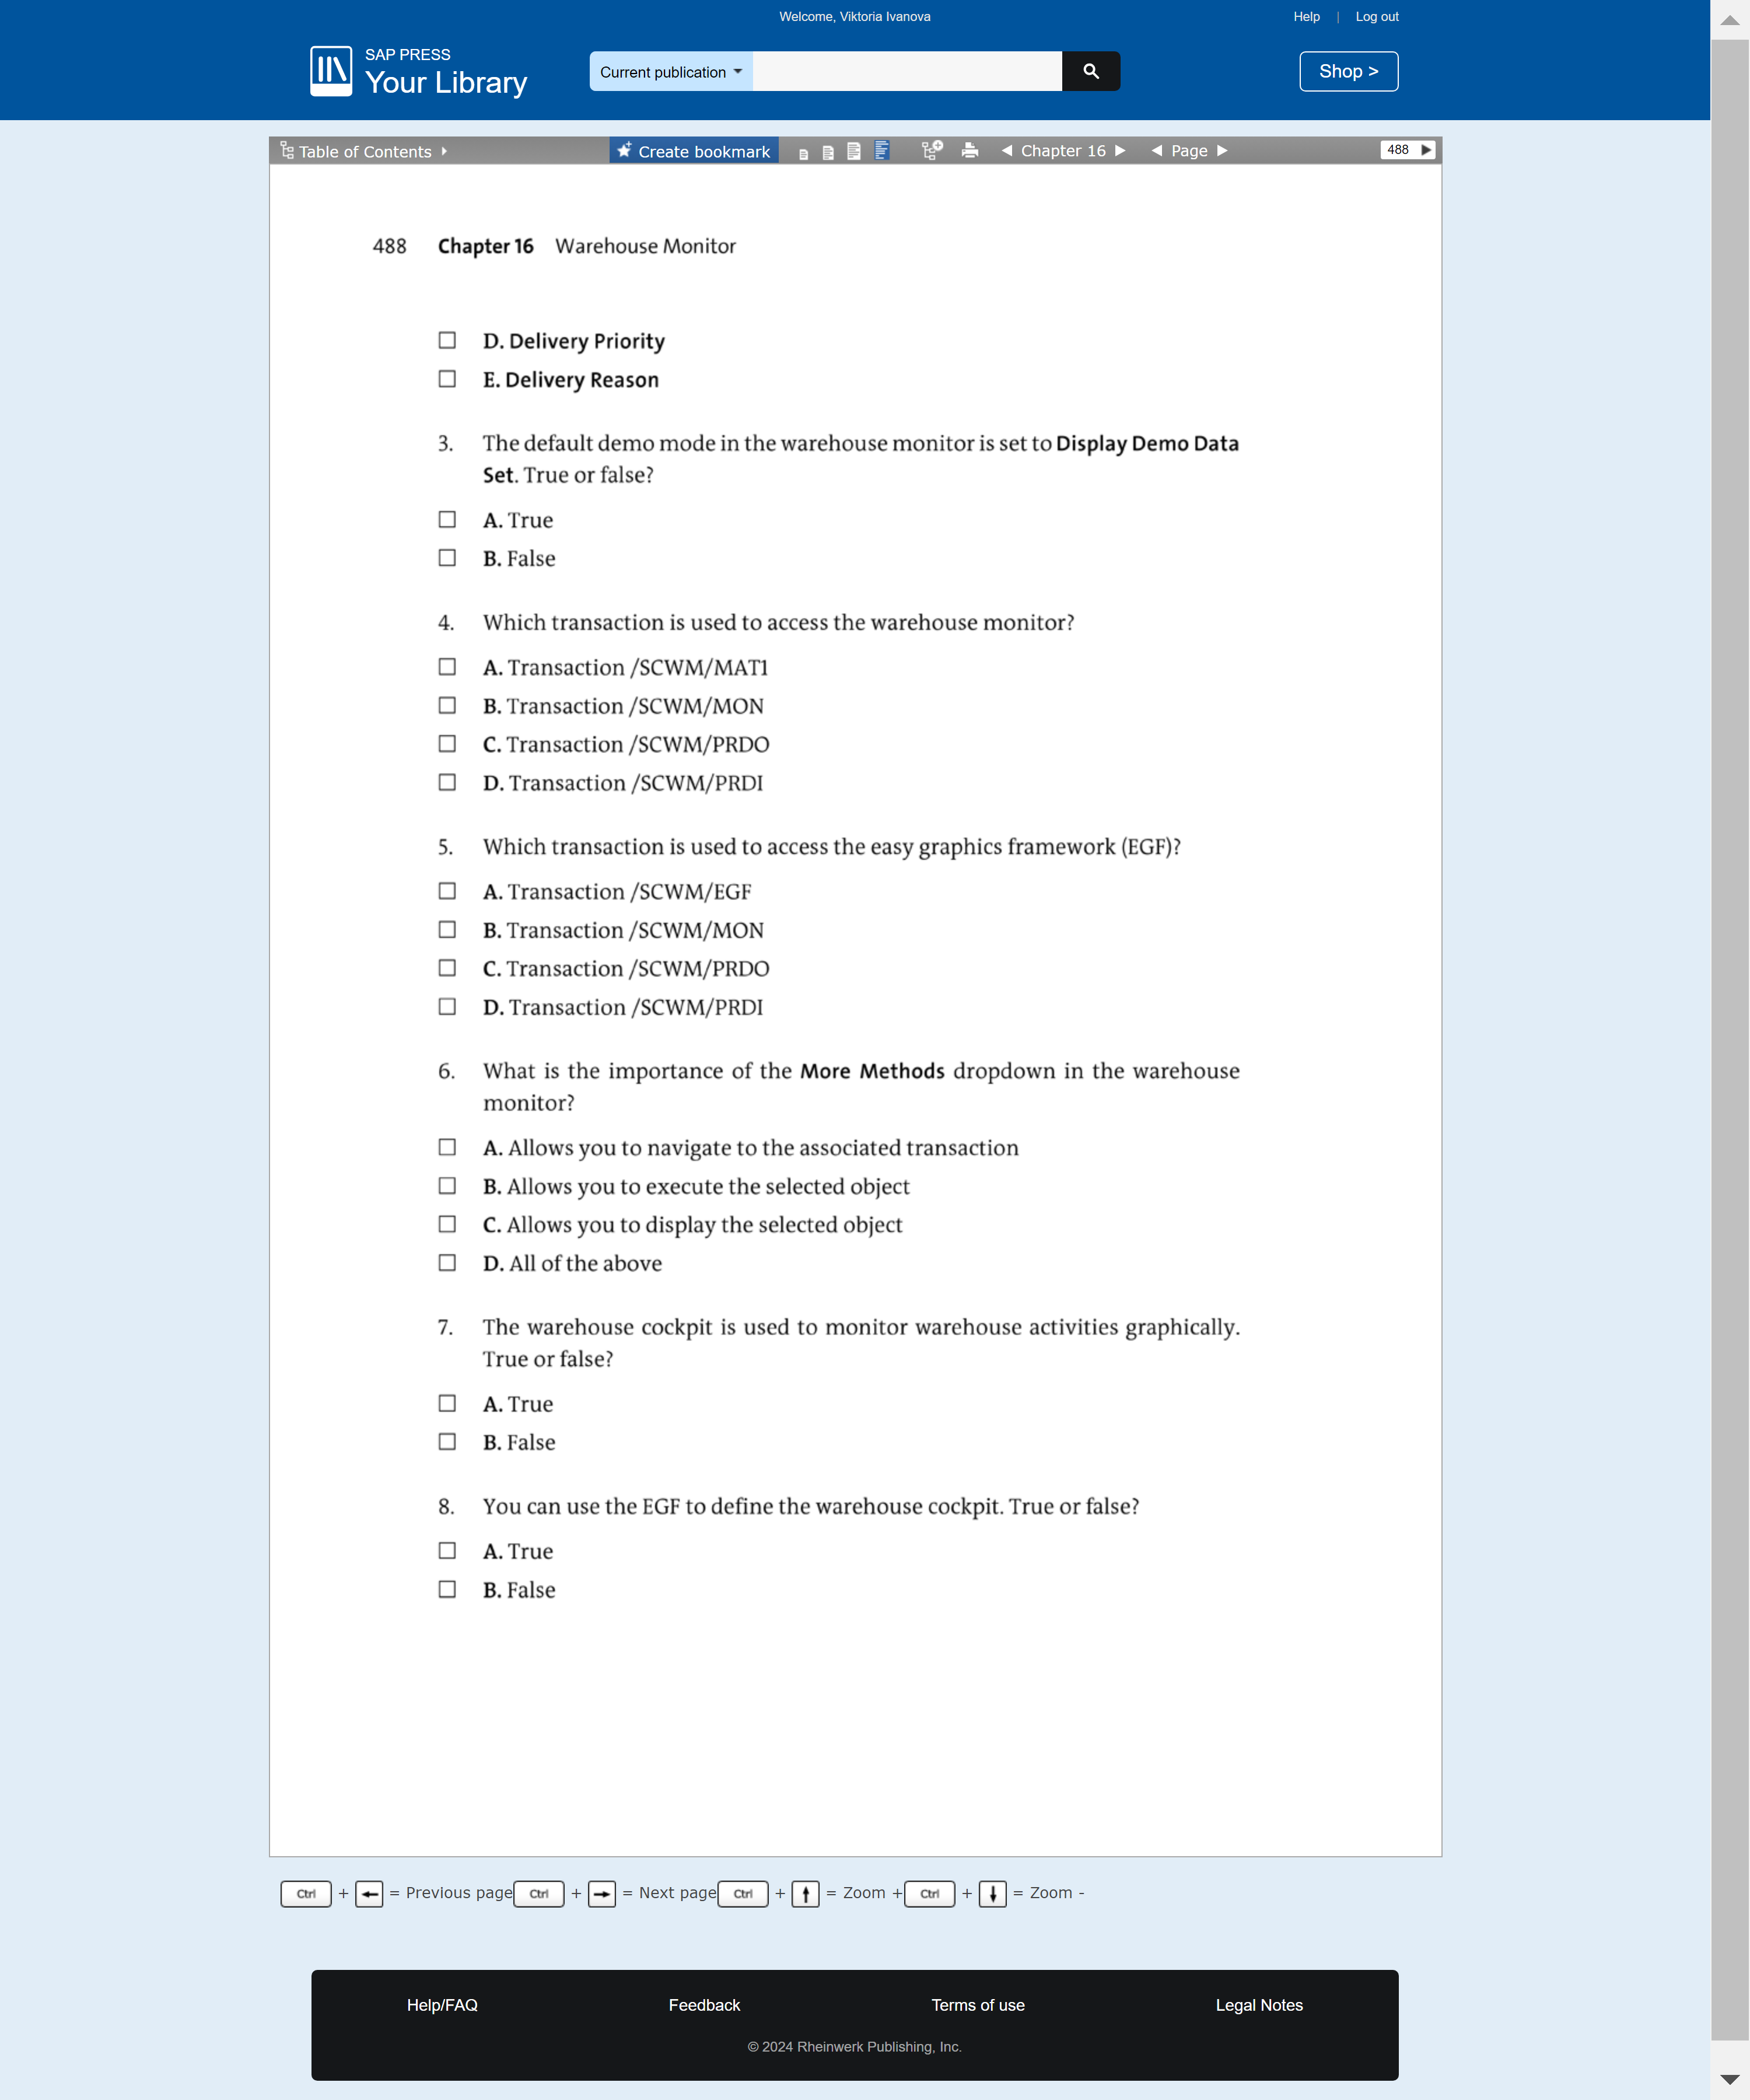 Welcome, Viktoria Ivanova
Help | Log out
SAP PRESS
Your Library
Current publication
Shop >
Table of Contents
Create bookmark
Chapter 16
Page
488
488 Chapter 16 Warehouse Monitor
D. Delivery Priority
E. Delivery Reason
3. The default demo mode in the warehouse monitor is set to Display Demo Data
Set. True or false?
A. True
B. False
4. Which transaction is used to access the warehouse monitor?
A. Transaction /SCWM/MAT1
B. Transaction /SCWM/MON
C. Transaction /SCWM/PRDO
D. Transaction /SCWM/PRDI
5. Which transaction is used to access the easy graphics framework (EGF)?
A. Transaction /SCWM/EGF
B. Transaction /SCWM/MON
C. Transaction /SCWM/PRDO
D. Transaction /SCWM/PRDI
6. What is the importance of the More Methods dropdown in the warehouse
monitor?
A. Allows you to navigate to the associated transaction
B. Allows you to execute the selected object
C. Allows you to display the selected object
D. All of the above
7. The warehouse cockpit is used to monitor warehouse activities graphically.
True or false?
A. True
B. False
8. You can use the EGF to define the warehouse cockpit. True or false?
A. True
B. False
Ctrl + ← = Previous page Ctrl + → = Next page Ctrl + ↑ = Zoom + Ctrl + ↓ = Zoom -
Help/FAQ Feedback Terms of use Legal Notes
© 2024 Rheinwerk Publishing, Inc.